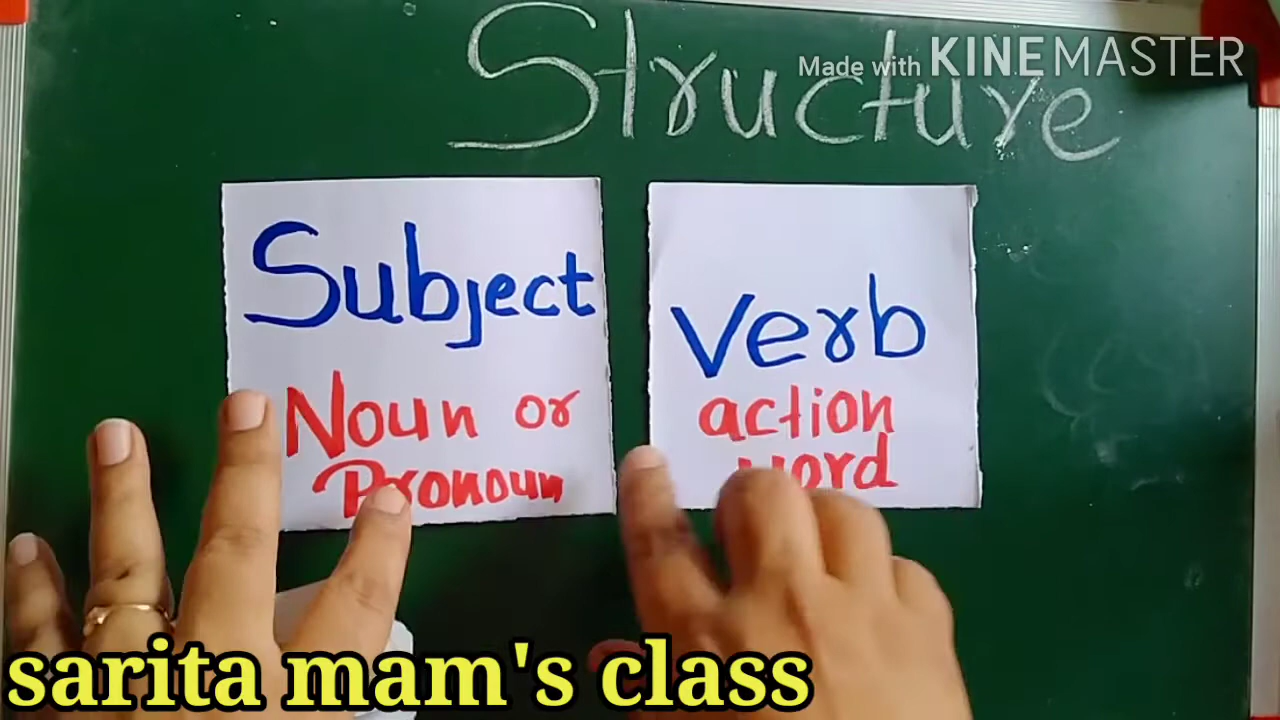 Structure
Made with KINEMASTER
Subject
Noun or
Pronoun
Verb
action
word
sarita mam's class